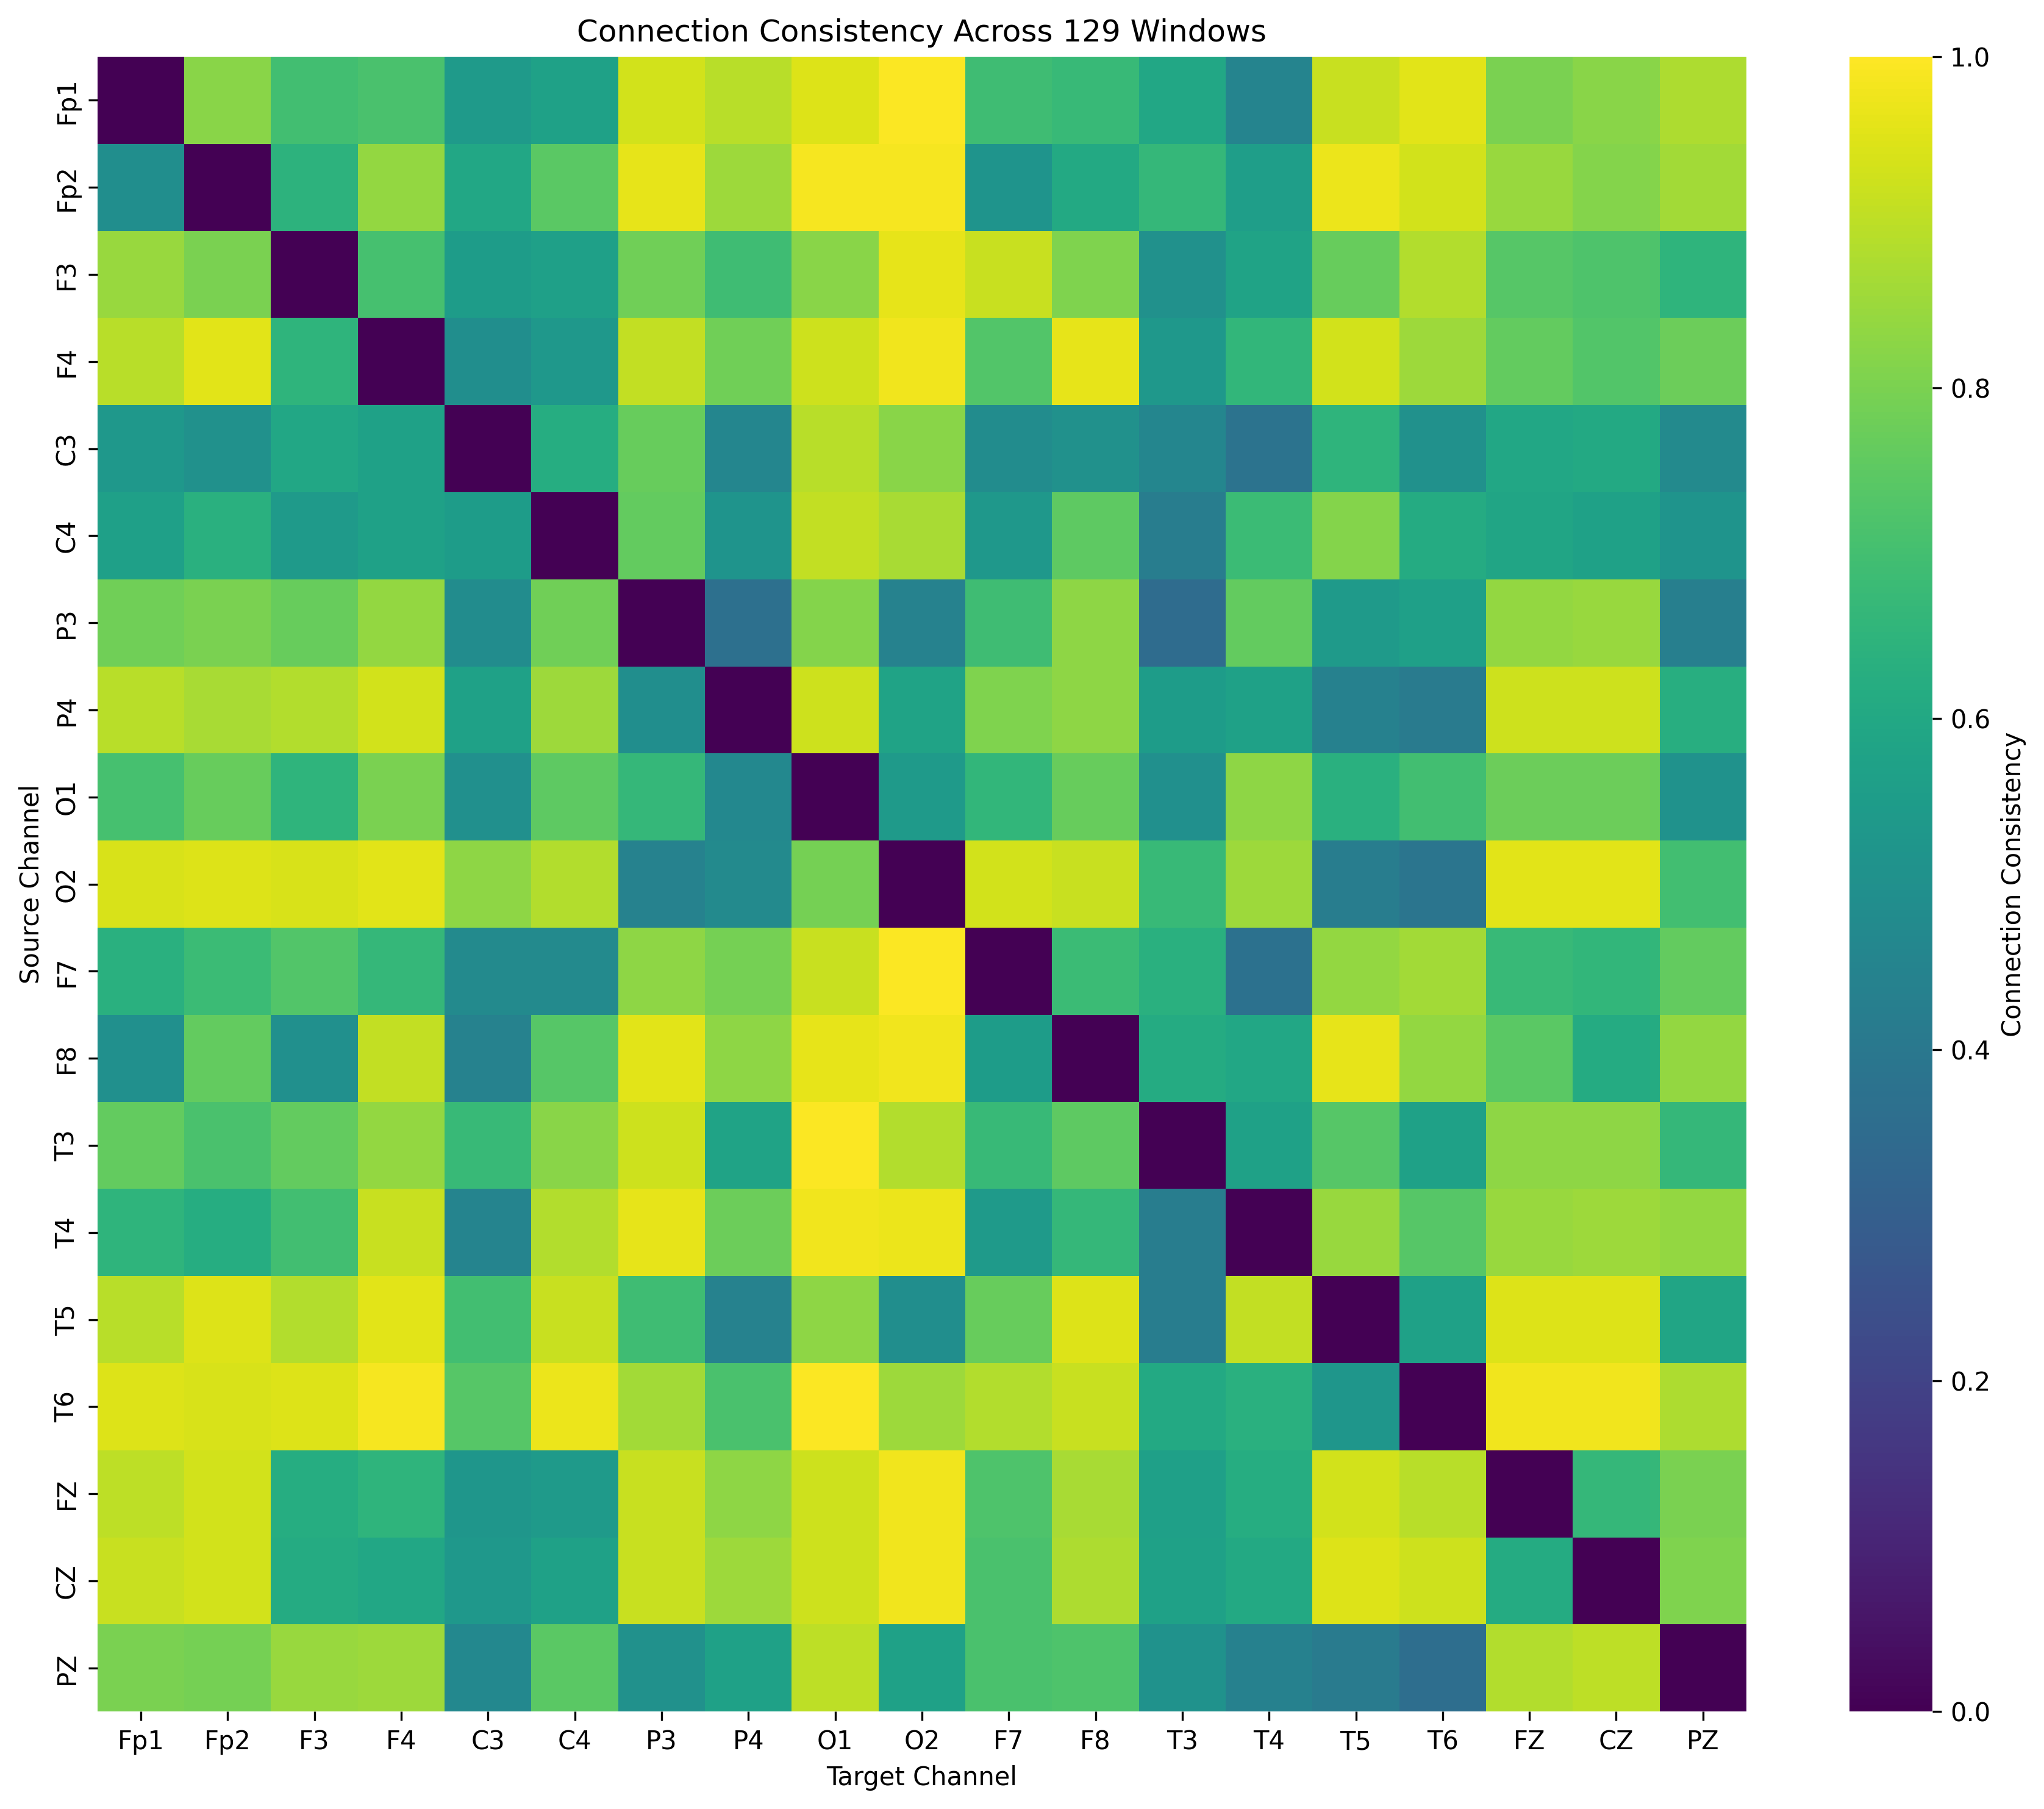 Connection Consistency Across 129 Windows
Source Channel
Fp1
Fp2
F3
F4
C3
C4
P3
P4
O1
O2
F7
F8
T3
T4
T5
T6
FZ
CZ
PZ
Fp1 Fp2 F3 F4 C3 C4 P3 P4 O1 O2 F7 F8 T3 T4 T5 T6 FZ CZ PZ
Target Channel
1.0
0.8
0.6
0.4
0.2
0.0
Connection Consistency